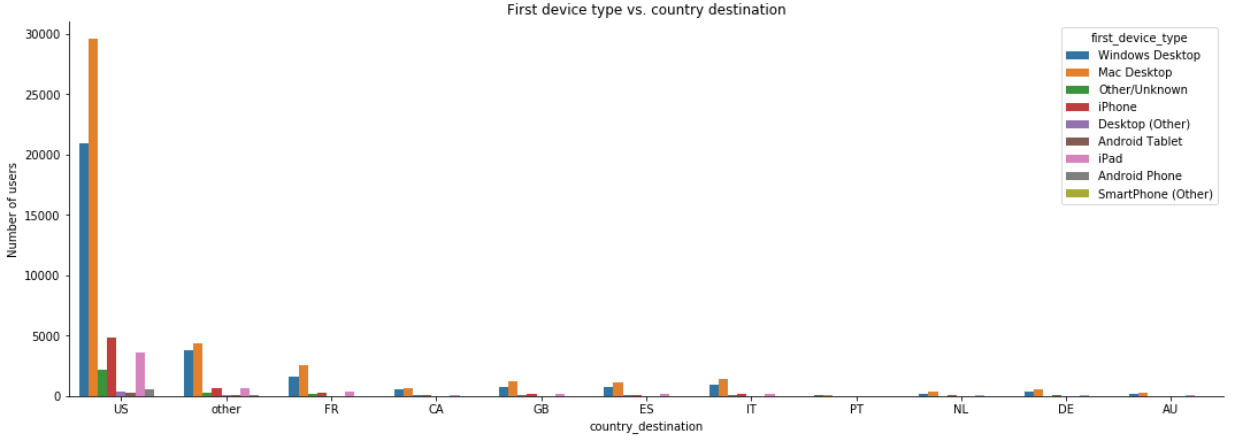 First device type vs. country destination
30000
25000
20000
15000
10000
5000
0
Number of users
first_device_type
Windows Desktop
Mac Desktop
Other/Unknown
iPhone
Desktop (Other)
Android Tablet
iPad
Android Phone
SmartPhone (Other)
US other FR CA GB ES IT PT NL DE AU
country_destination